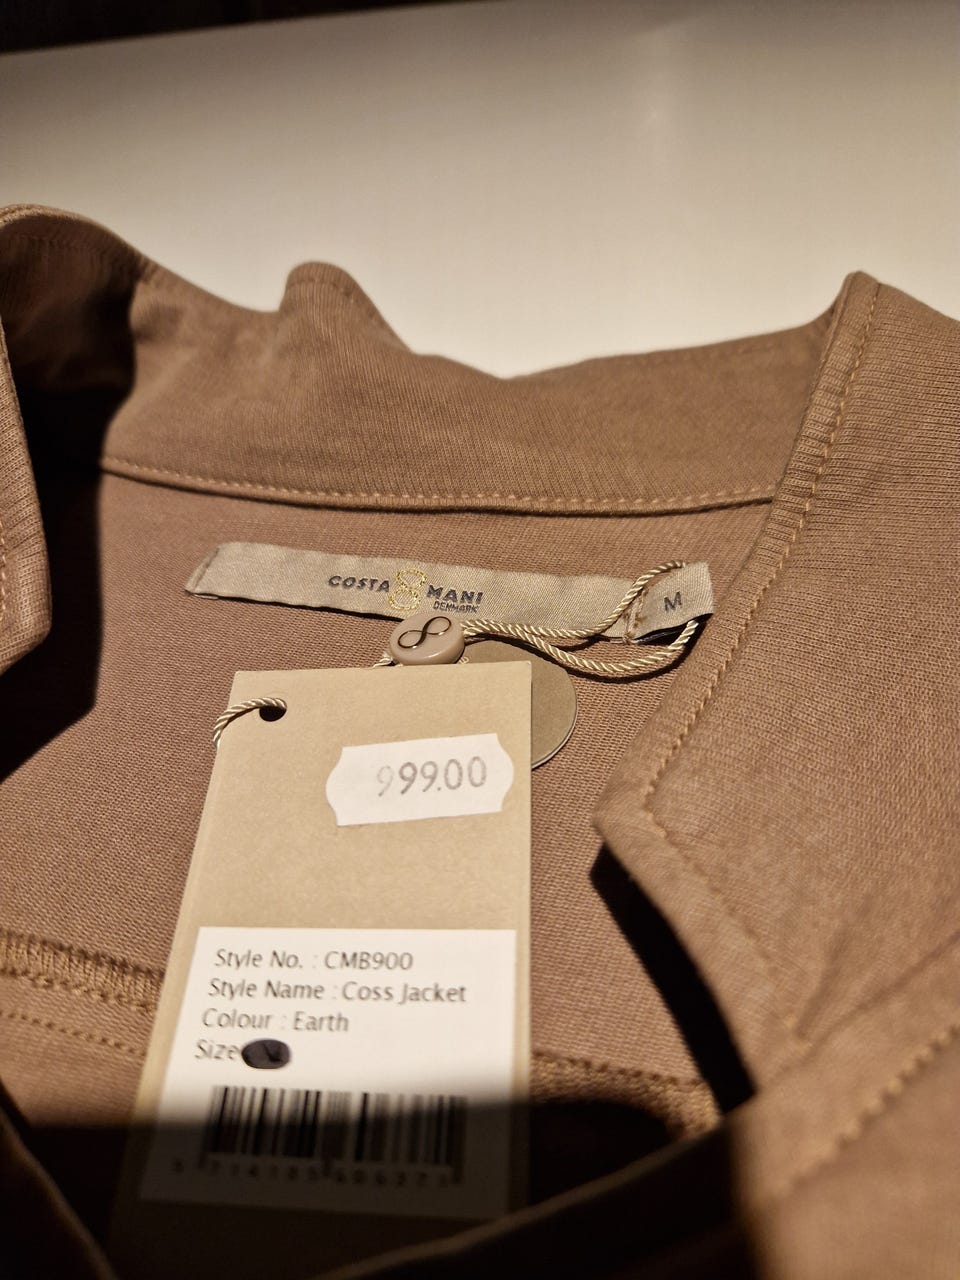 COSTA MANI
DENMARK
M
999.00
Style No. : CMB900
Style Name : Coss Jacket
Colour : Earth
Size